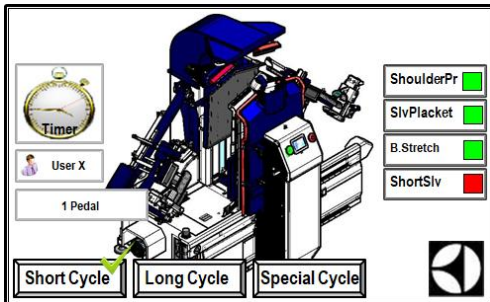 Timer
User X
1 Pedal
ShoulderPr
SlvPlacket
B.Stretch
ShortSlv
Short Cycle
Long Cycle
Special Cycle